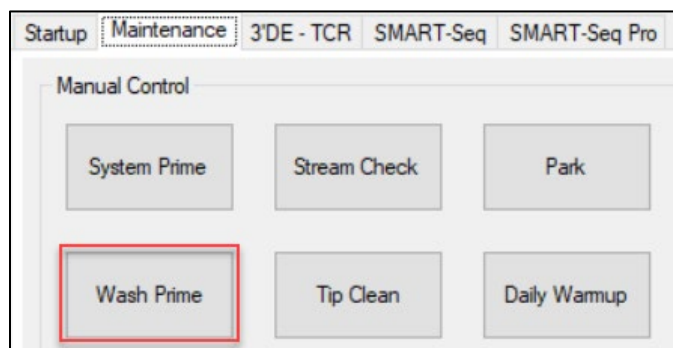 Startup Maintenance 3'DE - TCR SMART-Seq SMART-Seq Pro
Manual Control
System Prime Stream Check Park
Wash Prime Tip Clean Daily Warmup